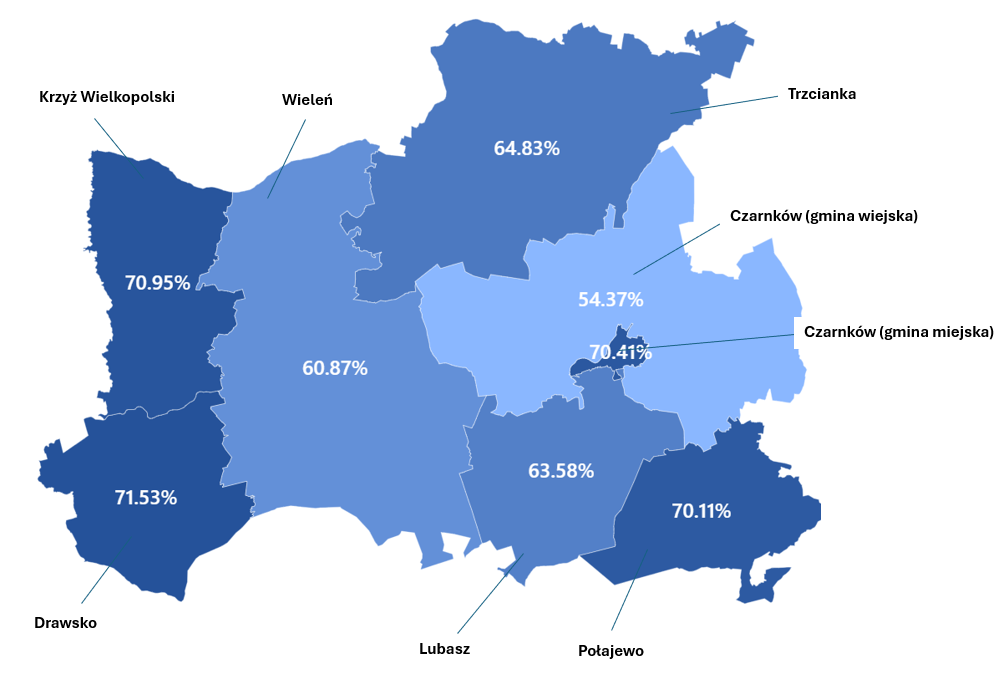 Krzyż Wielkopolski
Wieleń
Trzcianka
64.83%
Czarnków (gmina wiejska)
70.95%
54.37%
Czarnków (gmina miejska)
70.41%
60.87%
63.58%
71.53%
70.11%
Drawsko
Lubasz
Połajewo